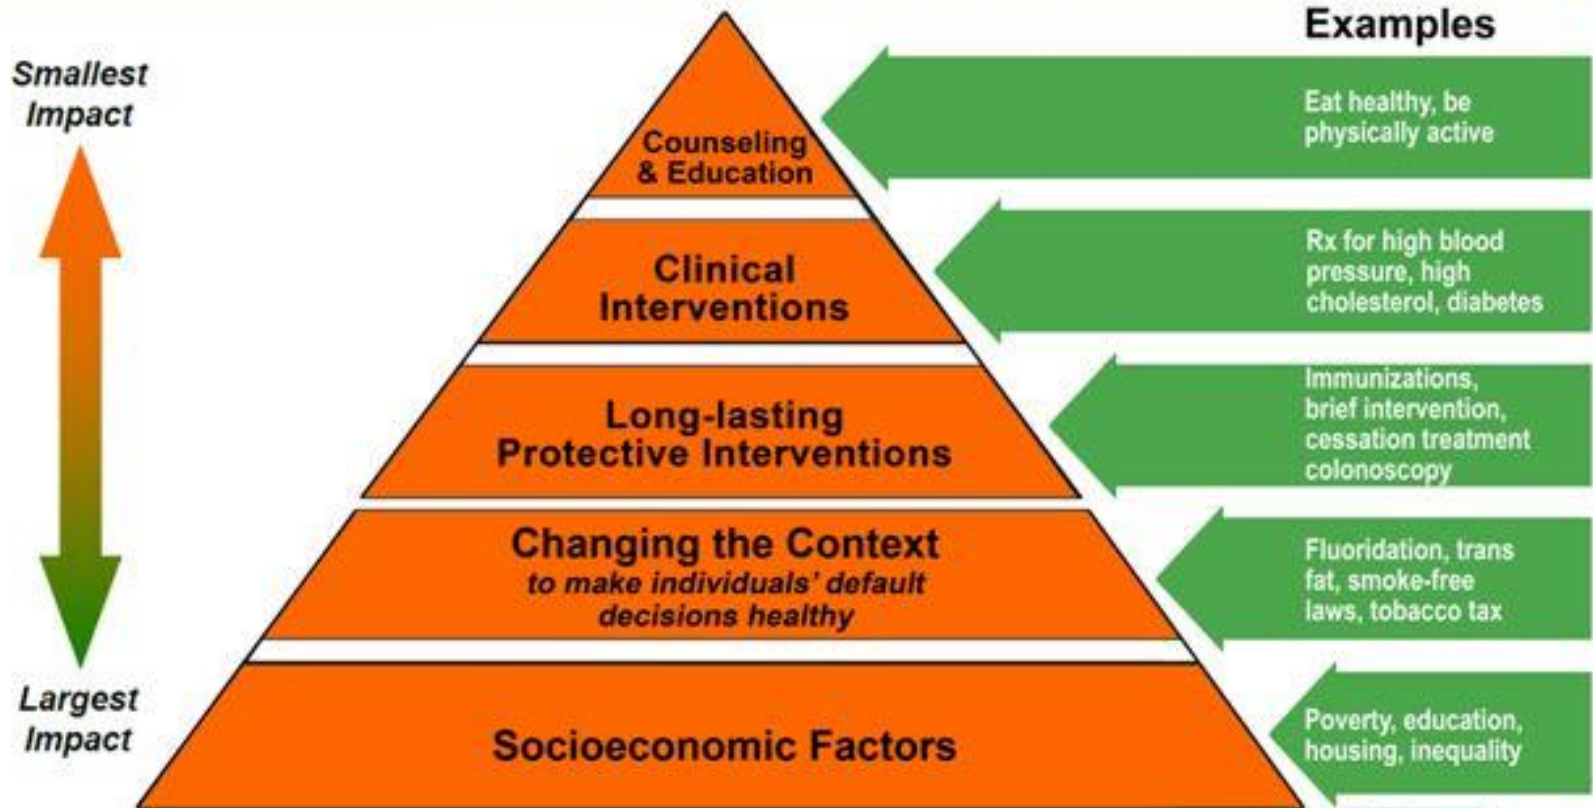 Examples
Smallest
Impact
Counseling
& Education
Eat healthy, be
physically active
Clinical
Interventions
Rx for high blood
pressure, high
cholesterol, diabetes
Long-lasting
Protective Interventions
Immunizations,
brief intervention,
cessation treatment
colonoscopy
Changing the Context
to make individuals’ default
decisions healthy
Fluoridation, trans
fat, smoke-free
laws, tobacco tax
Largest
Impact
Socioeconomic Factors
Poverty, education,
housing, inequality